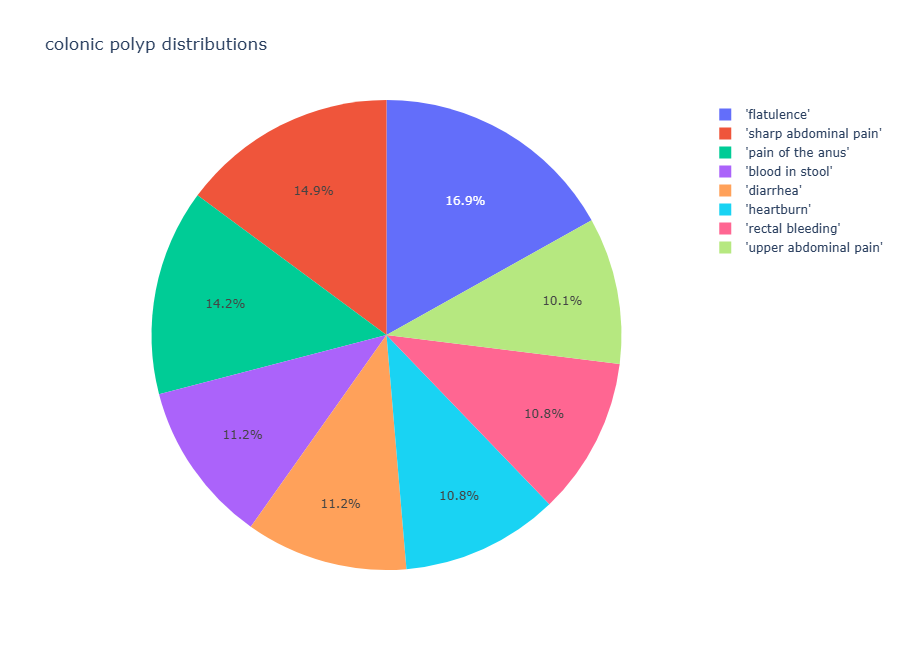 colonic polyp distributions
'flatulence'
'sharp abdominal pain'
'pain of the anus'
'blood in stool'
'diarrhea'
'heartburn'
'rectal bleeding'
'upper abdominal pain'
14.9%
16.9%
14.2%
10.1%
11.2%
10.8%
11.2%
10.8%